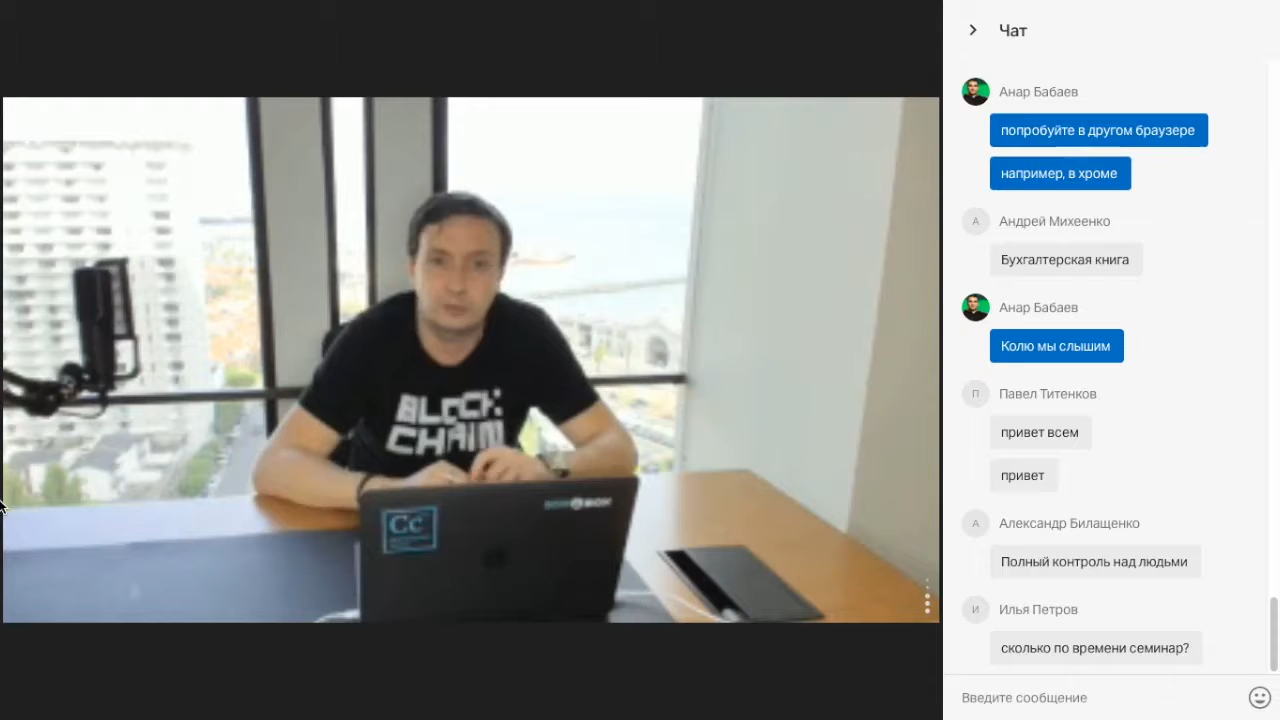 Чат
Анар Бабаев
попробуйте в другом браузере
например, в хроме
Андрей Михеенко
А
Бухгалтерская книга
Анар Бабаев
Колю мы слышим
Павел Титенков
П
привет всем
привет
Александр Билащенко
А
Полный контроль над людьми
Илья Петров
И
сколько по времени семинар?
Введите сообщение
BLOCK
CHAIN
Cc